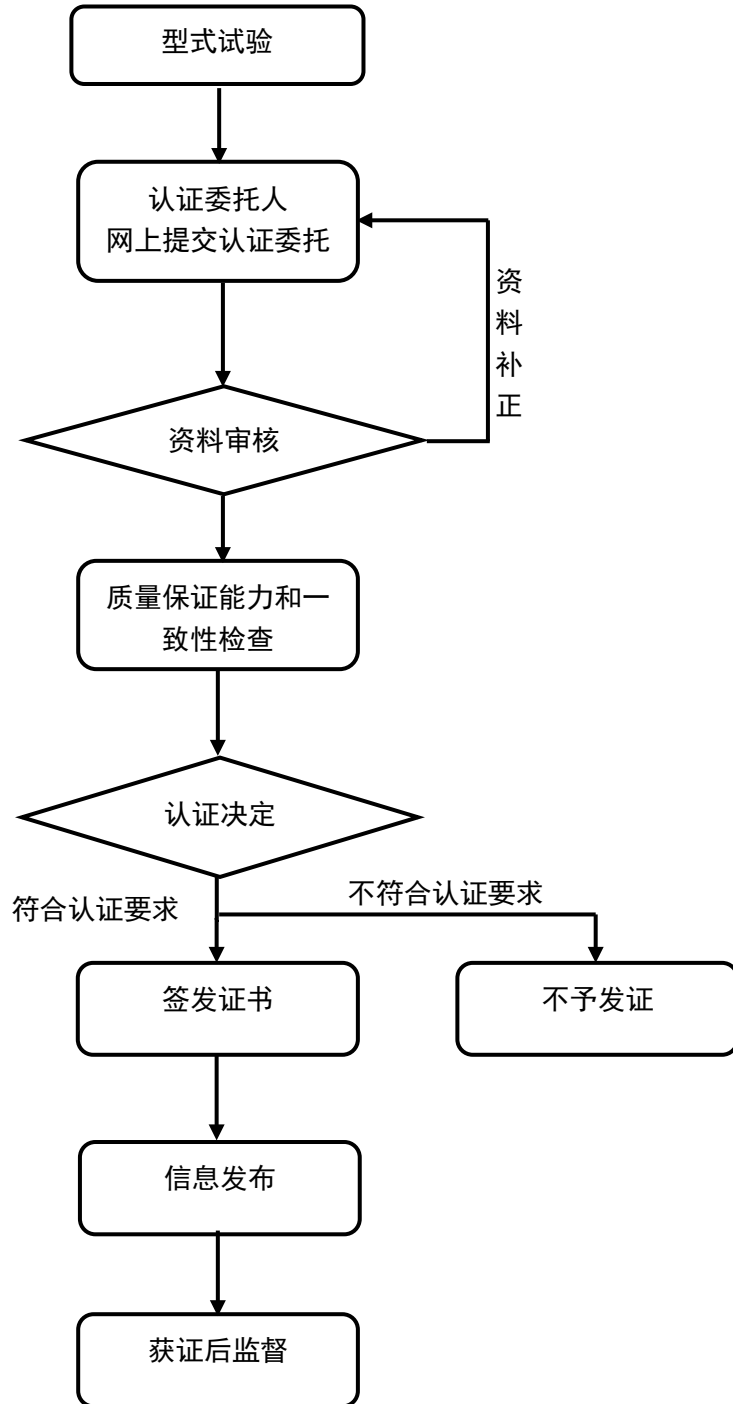 型式试验
认证委托人
网上提交认证委托
资料补正
资料审核
质量保证能力和一
致性检查
认证决定
符合认证要求
不符合认证要求
签发证书
不予发证
信息发布
获证后监督